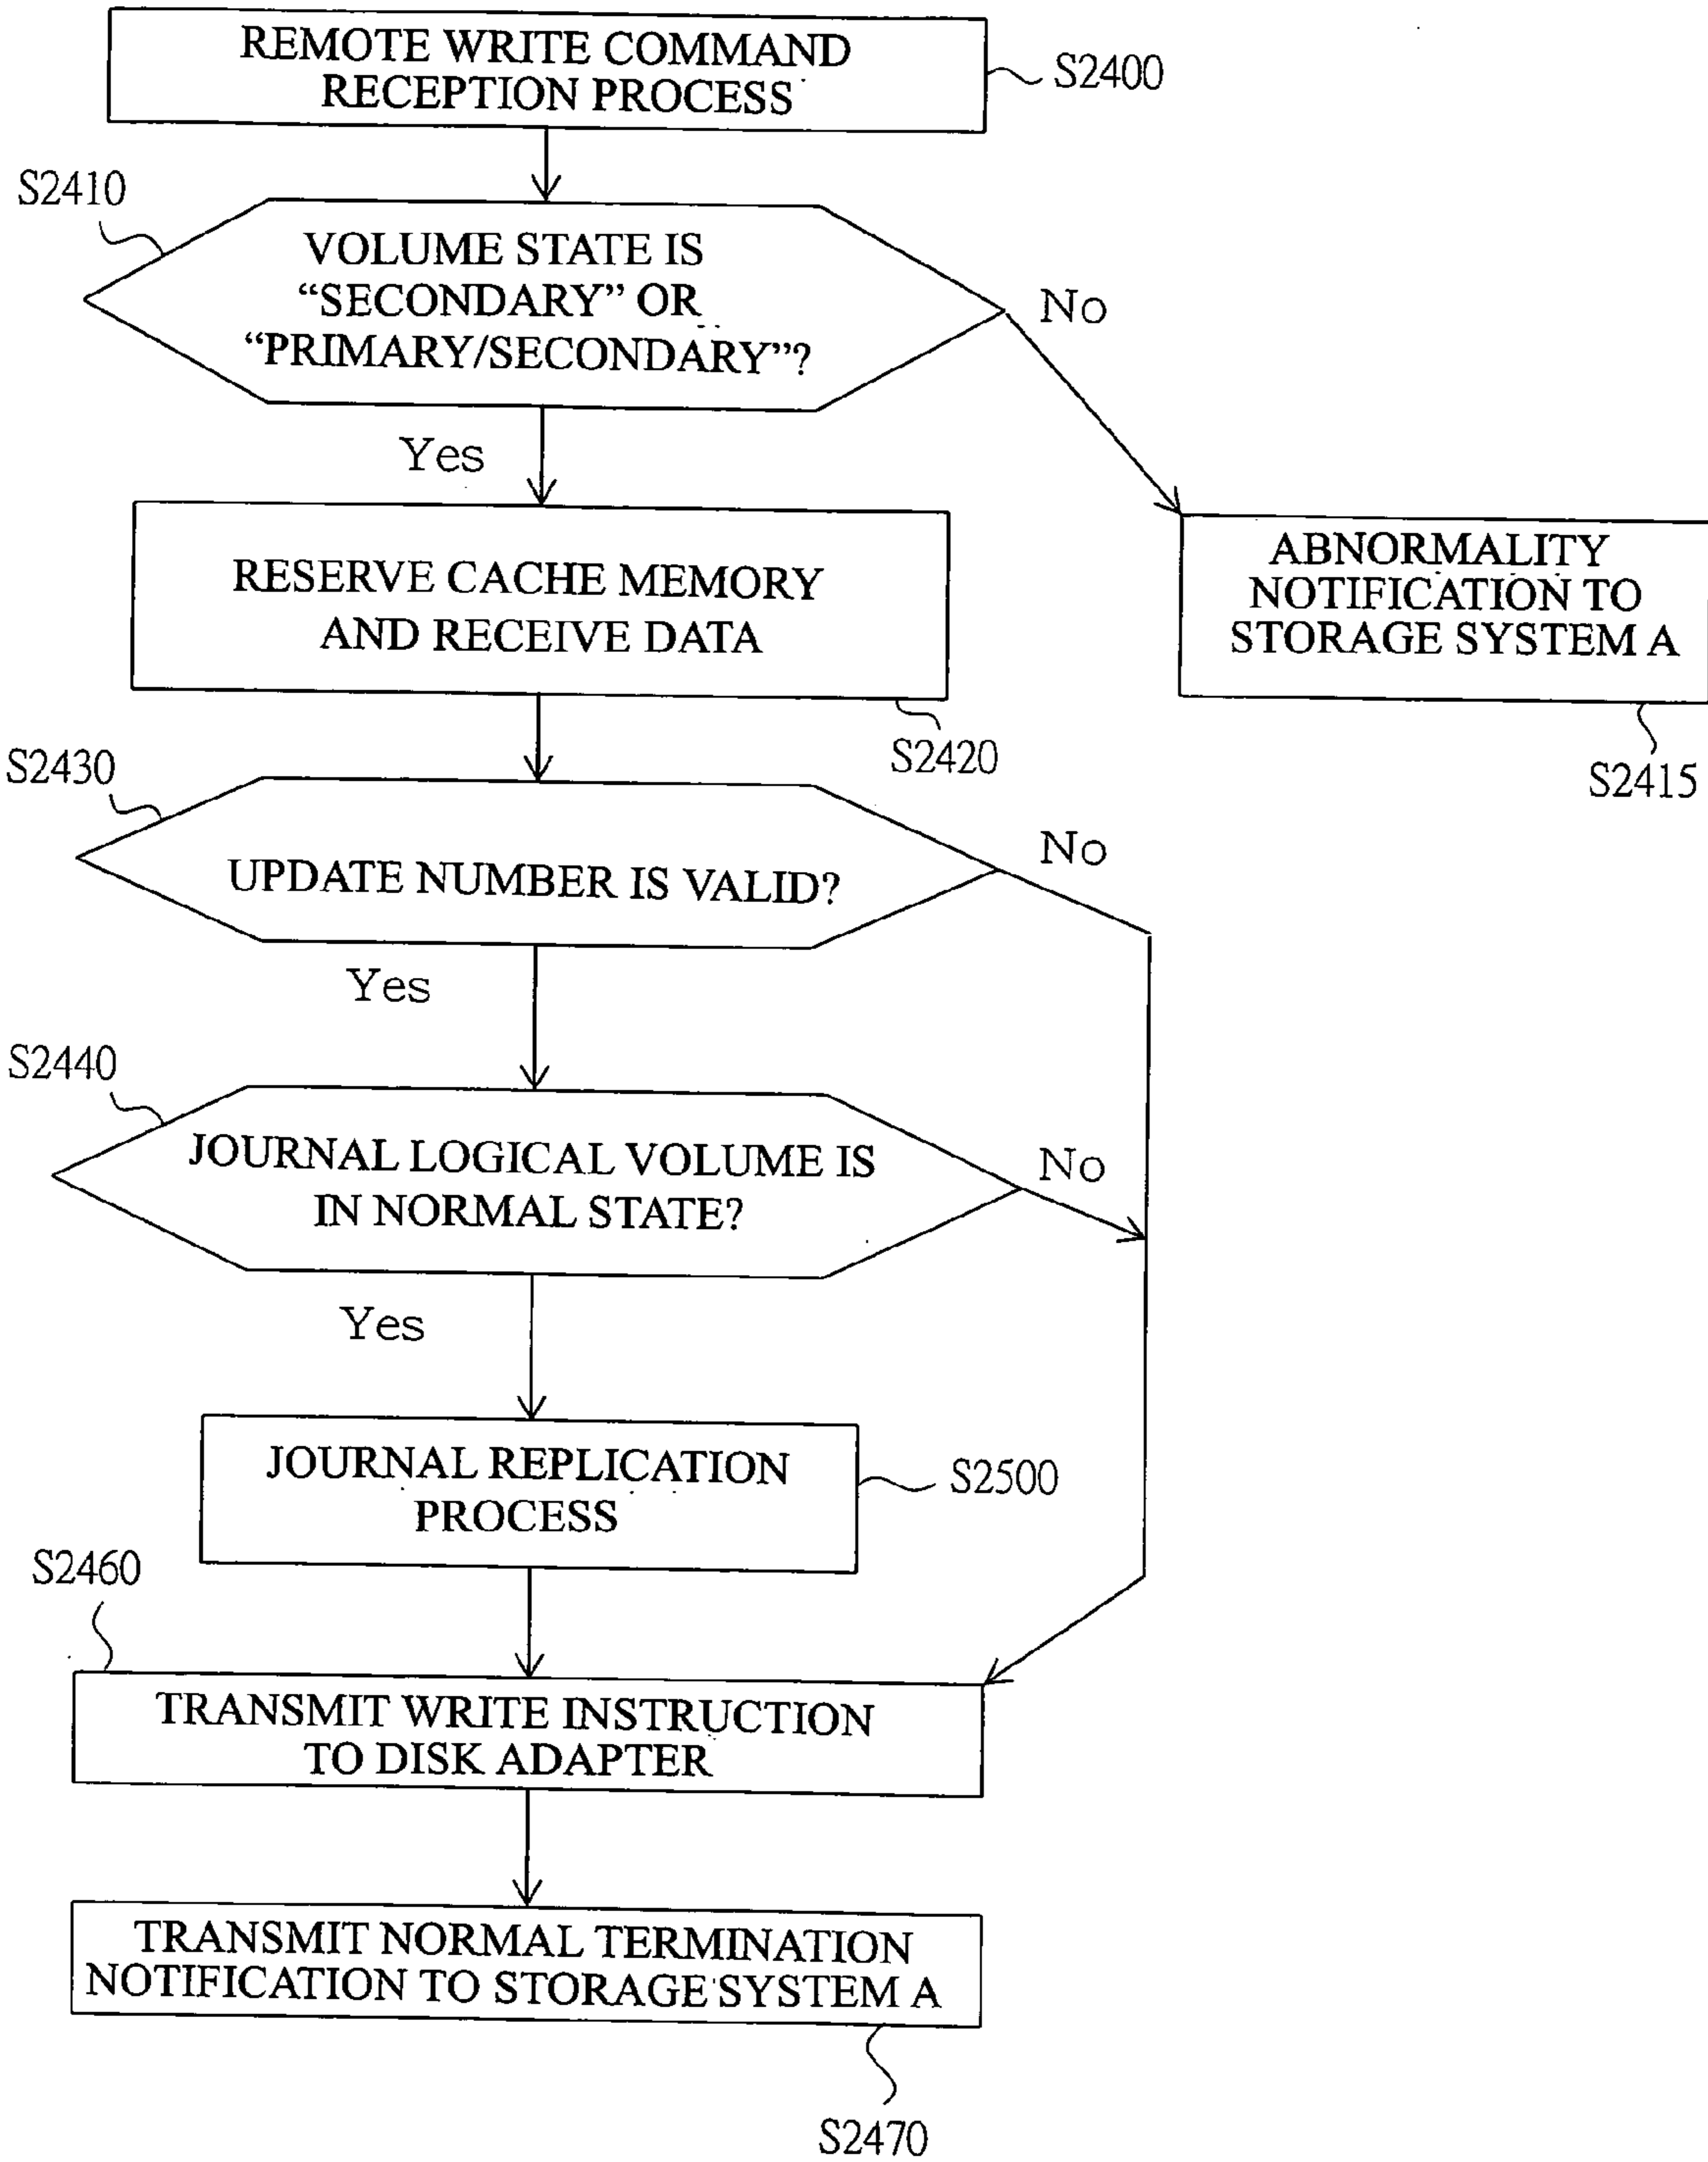 REMOTE WRITE COMMAND
RECEPTION PROCESS
S2400
S2410
VOLUME STATE IS
“SECONDARY” OR
“PRIMARY/SECONDARY”?
No
Yes
RESERVE CACHE MEMORY
AND RECEIVE DATA
S2420
ABNORMALITY
NOTIFICATION TO
STORAGE SYSTEM A
S2415
S2430
UPDATE NUMBER IS VALID?
No
Yes
S2440
JOURNAL LOGICAL VOLUME IS
IN NORMAL STATE?
No
Yes
JOURNAL REPLICATION
PROCESS
S2500
S2460
TRANSMIT WRITE INSTRUCTION
TO DISK ADAPTER
TRANSMIT NORMAL TERMINATION
NOTIFICATION TO STORAGE SYSTEM A
S2470